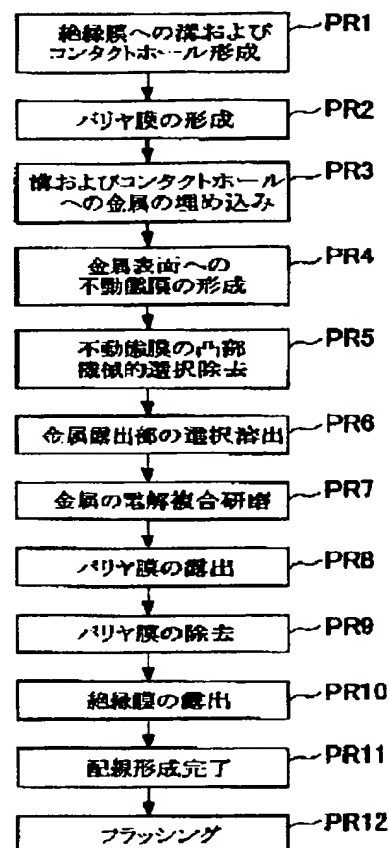 絶縁膜への溝および
コンタクトホール形成
PR1
バリヤ膜の形成
PR2
溝およびコンタクトホール
への金属の埋め込み
PR3
金属表面への
不動態膜の形成
PR4
不動態膜の凸部
機械的選択除去
PR5
金属露出部の選択溶出
PR6
金属の電解複合研磨
PR7
バリヤ膜の露出
PR8
バリヤ膜の除去
PR9
絶縁膜の露出
PR10
配線形成完了
PR11
フラッシング
PR12